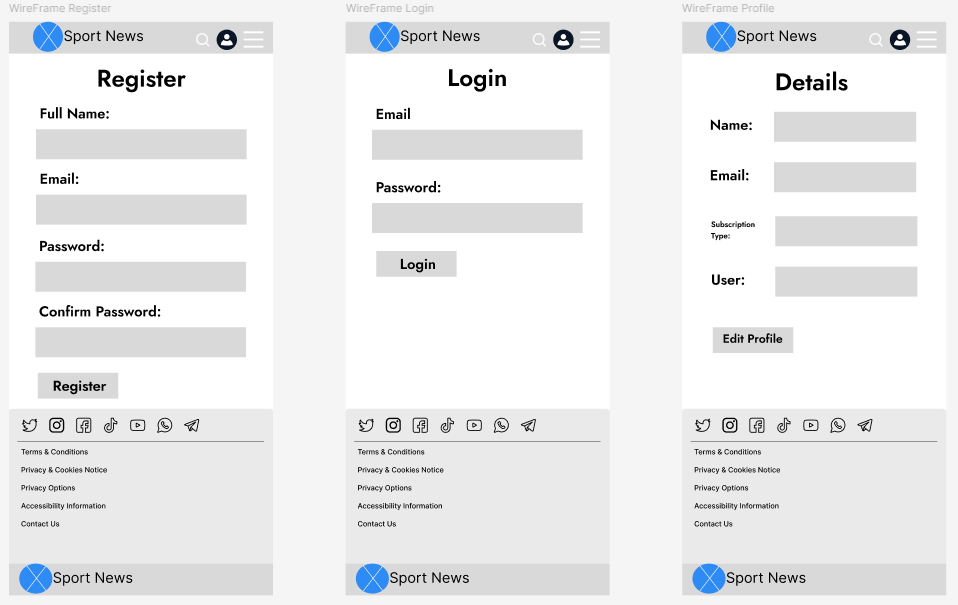 WireFrame Register
Sport News
Register
Full Name:
Email:
Password:
Confirm Password:
Register
Terms & Conditions
Privacy & Cookies Notice
Privacy Options
Accessibility Information
Contact Us
Sport News
WireFrame Login
Sport News
Login
Email
Password:
Login
Terms & Conditions
Privacy & Cookies Notice
Privacy Options
Accessibility Information
Contact Us
Sport News
WireFrame Profile
Sport News
Details
Name:
Email:
Subscription
Type:
User:
Edit Profile
Terms & Conditions
Privacy & Cookies Notice
Privacy Options
Accessibility Information
Contact Us
Sport News